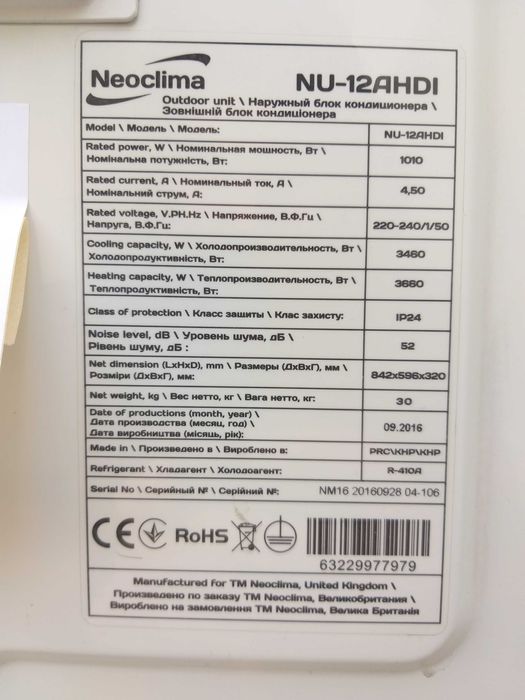 Neoclima NU-12AHDI
Outdoor unit \ Наружный блок кондиционера \
Зовнішній блок кондиціонера
Model \ Модель \ Модель: NU-12AHDI
Rated power, W \ Номинальная мощность, Вт \
Номінальна потужність, Вт: 1010
Rated current, A \ Номинальный ток, А \
Номінальний струм, А: 4,50
Rated voltage, V.PH.Hz \ Напряжение, В.Ф.Гц \
Напруга, В.Ф.Гц: 220-240/1/50
Cooling capacity, W \ Холодопроизводительность, Вт \
Холодопродуктивність, Вт: 3460
Heating capacity, W \ Теплопроизводительность, Вт \
Теплопродуктивність, Вт: 3660
Class of protection \ Класс защиты \ Клас захисту: IP24
Noise level, dB \ Уровень шума, дБ \
Рівень шуму, дБ : 52
Net dimension (LxHxD), mm \ Размеры (ДхВхГ), мм \
Розміри (ДхВхГ), мм: 842x596x320
Net weight, kg \ Вес нетто, кг \ Вага нетто, кг: 30
Date of productions (month, year) \
Дата производства (месяц, год) \
Дата виробництва (місяць, рік): 09.2016
Made in \ Произведено в \ Вироблено в: PRC\КНР\КНР
Refrigerant \ Хладагент \ Холодоагент: R-410A
Serial No \ Серийный № \ Серійний №: NM16 20160928 04-106
CE RoHS
63229977979
Manufactured for TM Neoclima, United Kingdom \
Произведено по заказу ТМ Neoclima, Великобритания \
Вироблено на замовлення ТМ Neoclima, Велика Британія